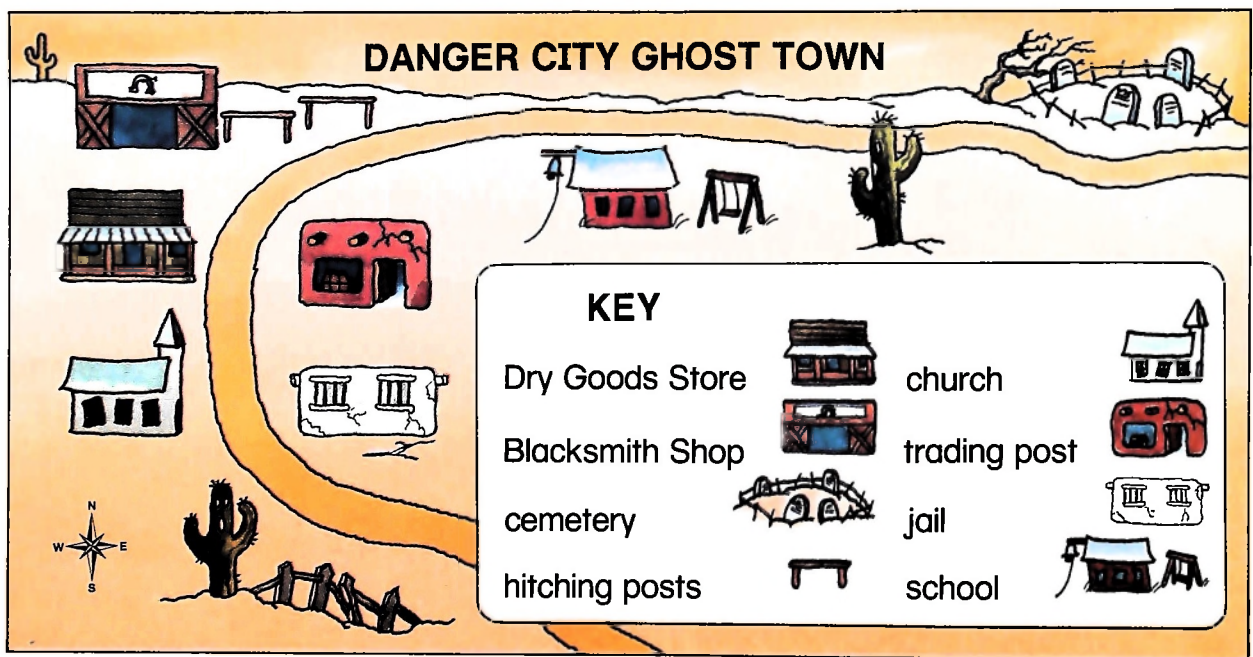 DANGER CITY GHOST TOWN
KEY
Dry Goods Store
church
Blacksmith Shop
trading post
cemetery
jail
hitching posts
school
N
W E
S